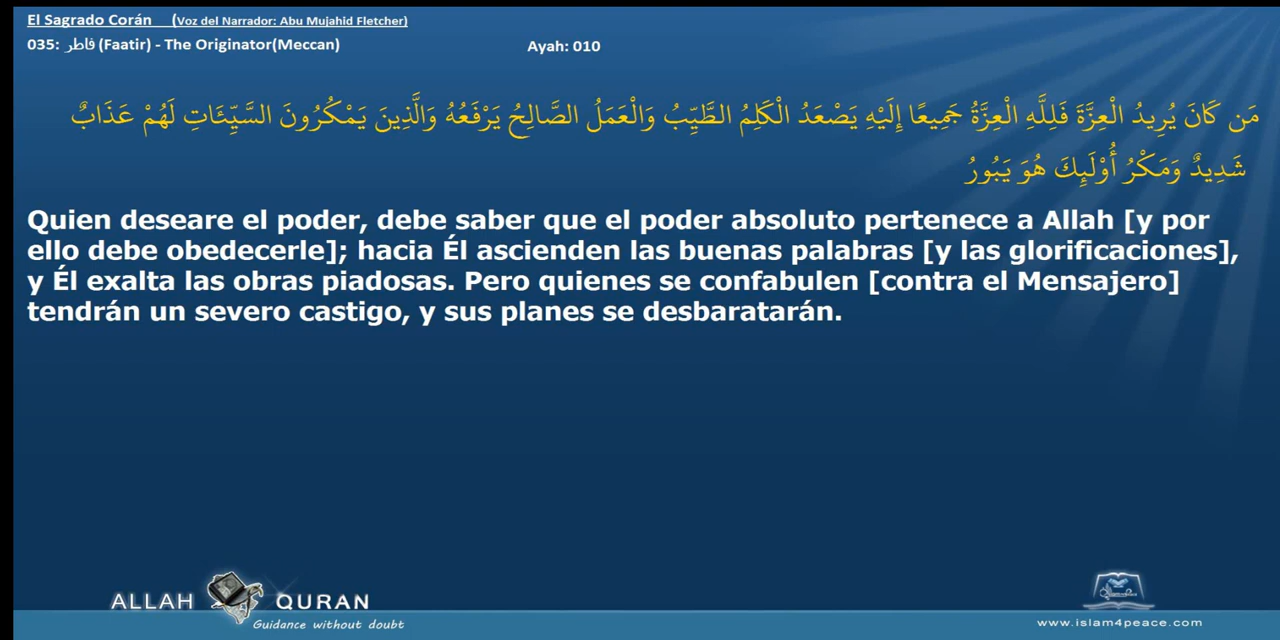 El Sagrado Corán (Voz del Narrador: Abu Mujahid Fletcher)
035: فاطر (Faatir) - The Originator(Meccan) Ayah: 010
مَن كَانَ يُرِيدُ الْعِزَّةَ فَلِلَّهِ الْعِزَّةُ جَمِيعًا إِلَيْهِ يَصْعَدُ الْكَلِمُ الطَّيِّبُ وَالْعَمَلُ الصَّالِحُ يَرْفَعُهُ وَالَّذِينَ يَمْكُرُونَ السَّيِّئَاتِ لَهُمْ عَذَابٌ
شَدِيدٌ وَمَكْرُ أُوْلَئِكَ هُوَ يَبُورُ
Quien deseare el poder, debe saber que el poder absoluto pertenece a Allah [y por
ello debe obedecerle]; hacia Él ascienden las buenas palabras [y las glorificaciones],
y Él exalta las obras piadosas. Pero quienes se confabulen [contra el Mensajero]
tendrán un severo castigo, y sus planes se desbaratarán.
ALLAH QURAN
Guidance without doubt
www.islam4peace.com